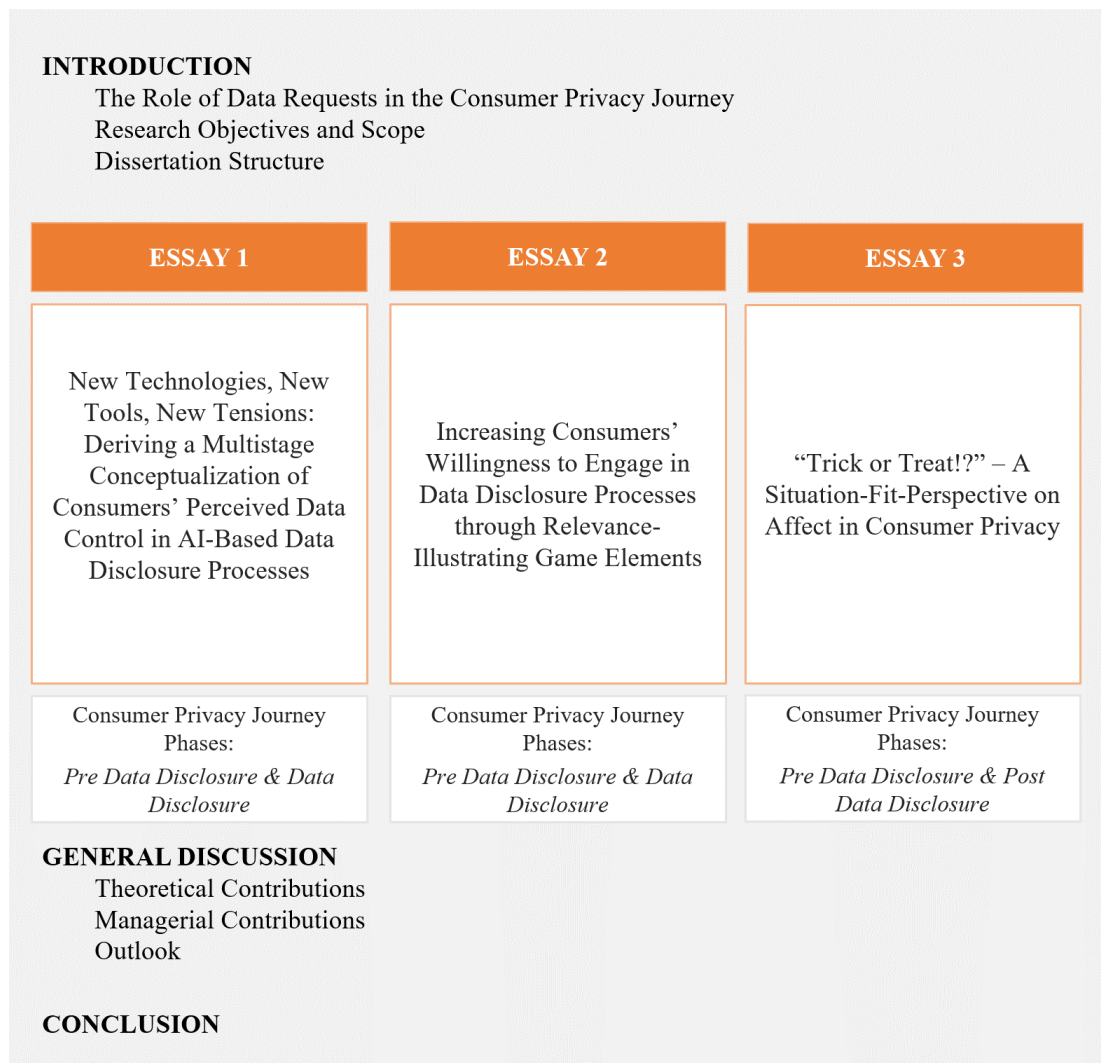 INTRODUCTION
The Role of Data Requests in the Consumer Privacy Journey
Research Objectives and Scope
Dissertation Structure
ESSAY 1
New Technologies, New
Tools, New Tensions:
Deriving a Multistage
Conceptualization of
Consumers’ Perceived Data
Control in AI-Based Data
Disclosure Processes
Consumer Privacy Journey
Phases:
Pre Data Disclosure & Data
Disclosure
ESSAY 2
Increasing Consumers’
Willingness to Engage in
Data Disclosure Processes
through Relevance-
Illustrating Game Elements
Consumer Privacy Journey
Phases:
Pre Data Disclosure & Data
Disclosure
ESSAY 3
“Trick or Treat!?” – A
Situation-Fit-Perspective on
Affect in Consumer Privacy
Consumer Privacy Journey
Phases:
Pre Data Disclosure & Post
Data Disclosure
GENERAL DISCUSSION
Theoretical Contributions
Managerial Contributions
Outlook
CONCLUSION